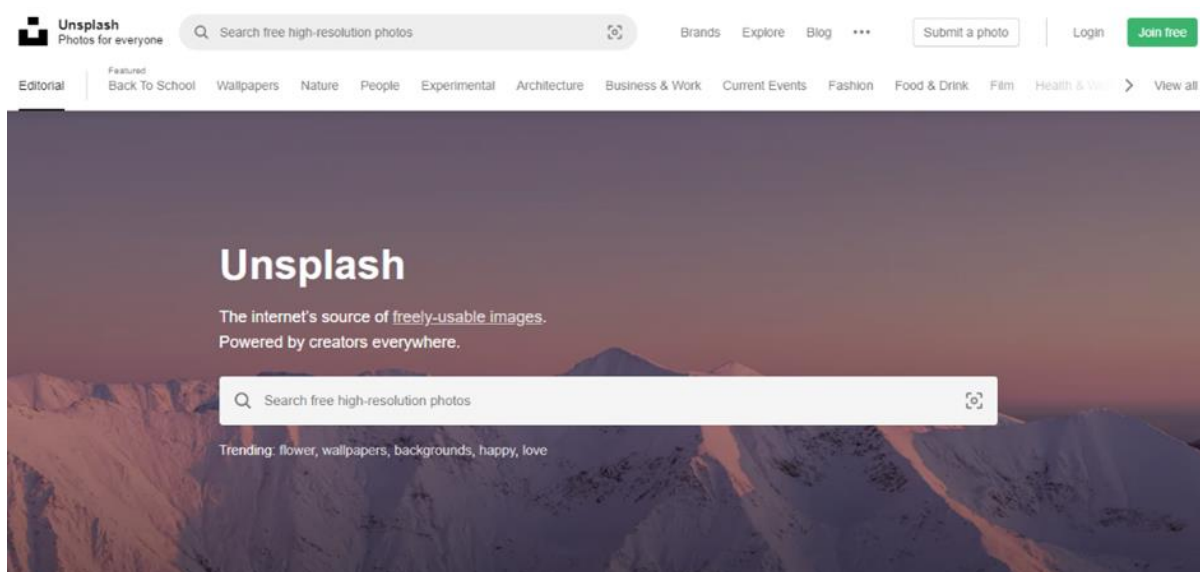 Unsplash
Photos for everyone
Search free high-resolution photos
Brands Explore Blog ••• Submit a photo Login Join free
Editorial
Featured
Back To School Wallpapers Nature People Experimental Architecture Business & Work Current Events Fashion Food & Drink Film Health & View all
Unsplash
The internet's source of freely-usable images.
Powered by creators everywhere.
Search free high-resolution photos
Trending: flower, wallpapers, backgrounds, happy, love